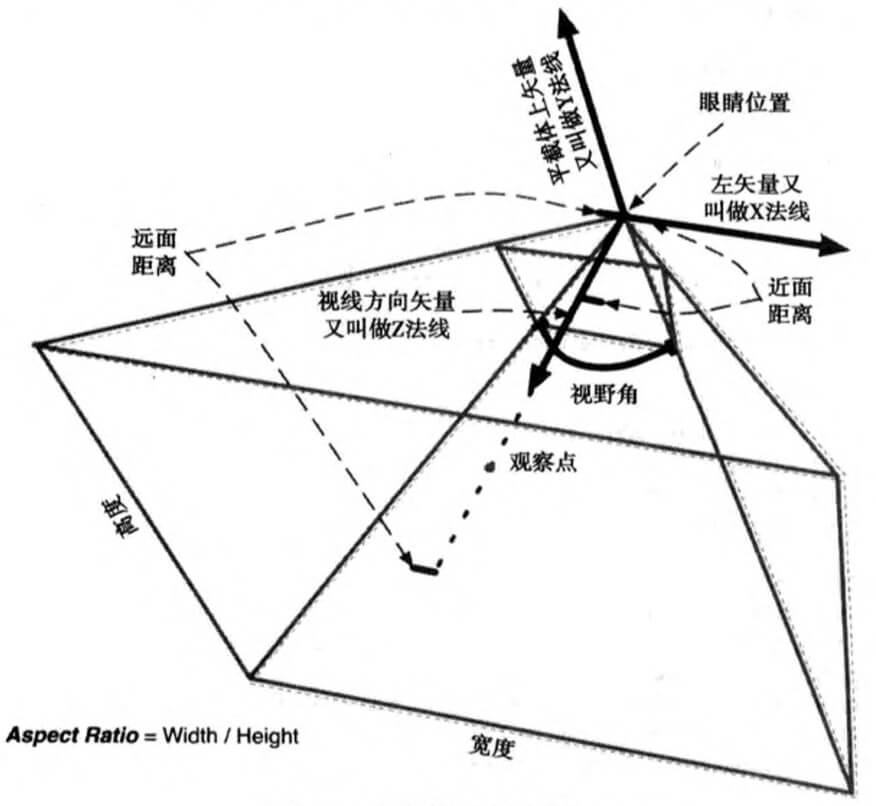 平截体上矢量
又叫做Y法线
眼睛位置
左矢量又
叫做X法线
远面
距离
视线方向矢量
又叫做Z法线
近面
距离
视野角
观察点
高度
Aspect Ratio = Width / Height
宽度